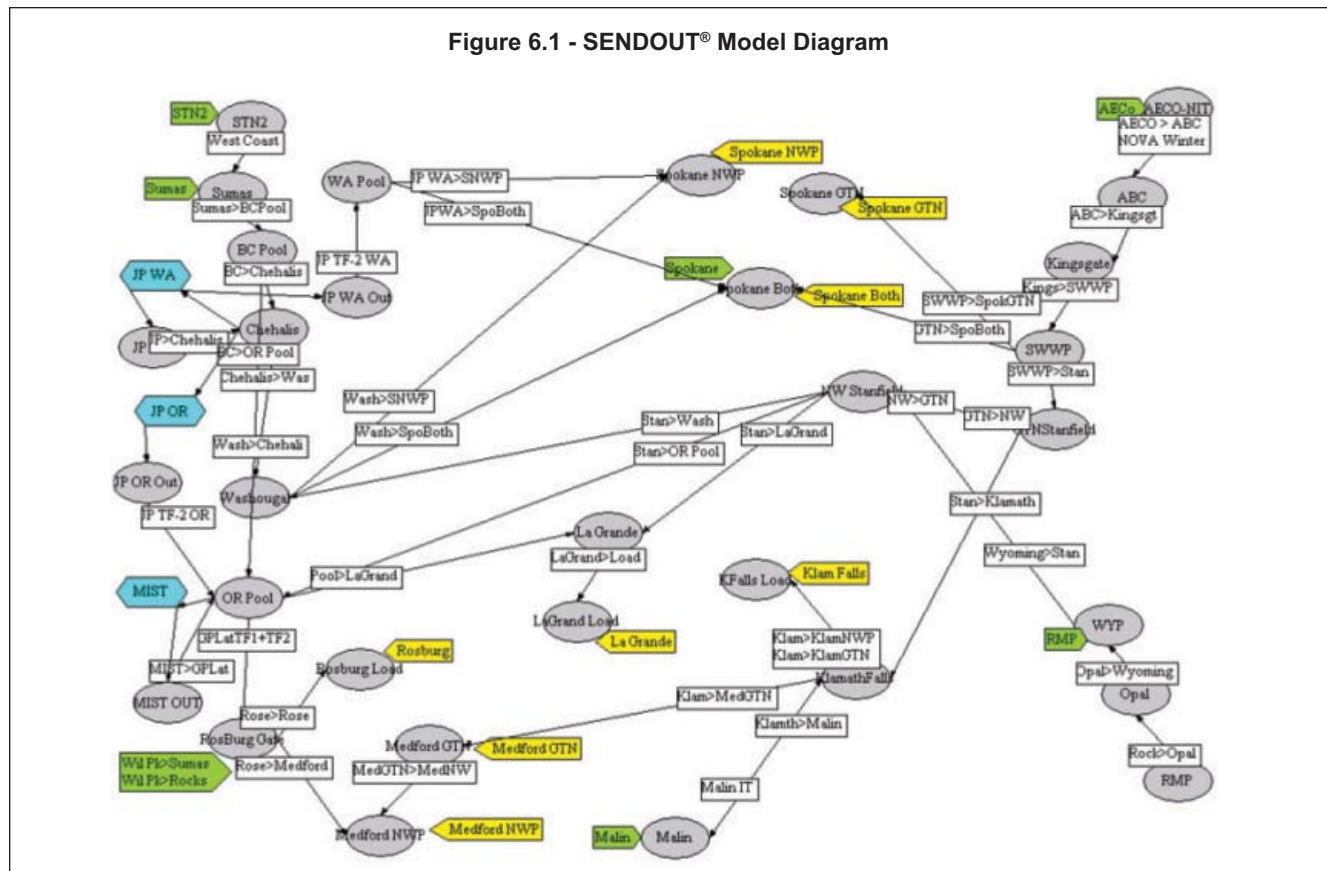 Figure 6.1 - SENDOUT® Model Diagram
STN2
STN2
West Coast
Sumas
Sumas
Sumas>BCPool
BC Pool
BC>Chehalis
JP WA
JP WA Out
JP TF-2 WA
WA Pool
JP WA>SNWP
JPWA>SpoBoth
Spokane NWP
Spokane NWP
Spokane GTN
Spokane GTN
Spokane
Spokane Both
Spokane Both
AECo
AECO-NIT
AECO > ABC
NOVA Winter
ABC
ABC>Kingsgt
Kingsgate
Kings>SWWP
SWWP>SpokGTN
GTN>SpoBoth
SWWP
SWWP>Stan
Chehalis
JP
JP>Chehalis
BC>OR Pool
Chehalis>Was
JP OR
Wash>Chehali
Wash>SNWP
Wash>SpoBoth
Stan>Wash
Stan>OR Pool
Stan>LaGrand
NW Stanfield
NW>GTN
GTN>NW
GTNStanfield
JP OR Out
JP TF-2 OR
Washougal
Stan>Klamath
Wyoming>Stan
La Grande
LaGrand>Load
LaGrand Load
La Grande
Pool>LaGrand
MIST
OR Pool
GPLatTF1+TF2
MIST>GPLat
MIST OUT
KFalls Load
Klam Falls
Klam>KlamNWP
Klam>KlamGTN
KlamathFalls
Klam>MedGTN
Klamth>Malin
RMP
WYP
Opal>Wyoming
Opal
Rock>Opal
RMP
Rosburg
Rosburg Load
Rose>Rose
RosBurg Gate
Rose>Medford
Wil Pk>Sumas
Wil Pk>Rocks
Medford GTN
Medford GTN
MedGTN>MedNW
Medford NWP
Medford NWP
Malin IT
Malin
Malin